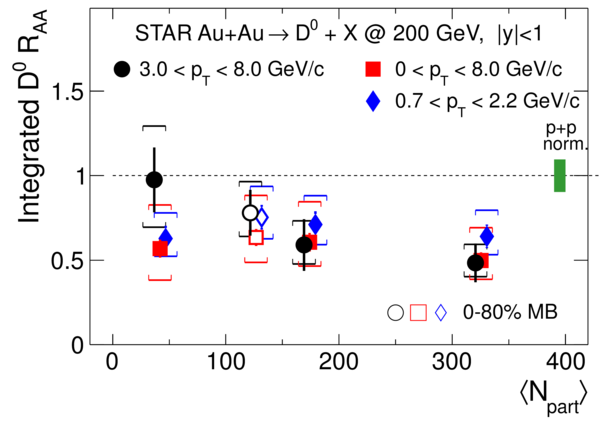 STAR Au+Au → D⁰ + X @ 200 GeV, |y|<1
3.0 < p_T < 8.0 GeV/c
0 < p_T < 8.0 GeV/c
0.7 < p_T < 2.2 GeV/c
p+p
norm.
Integrated D⁰ R_AA
1.5
1
0.5
0
0-80% MB
0 100 200 300 400
⟨N_part⟩